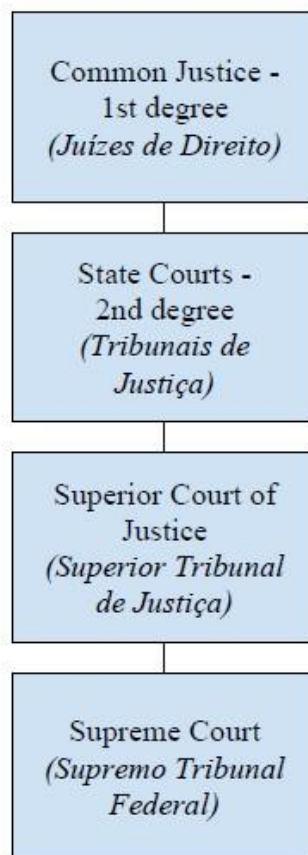 Common Justice -
1st degree
(Juízes de Direito)
State Courts -
2nd degree
(Tribunais de
Justiça)
Superior Court of
Justice
(Superior Tribunal
de Justiça)
Supreme Court
(Supremo Tribunal
Federal)